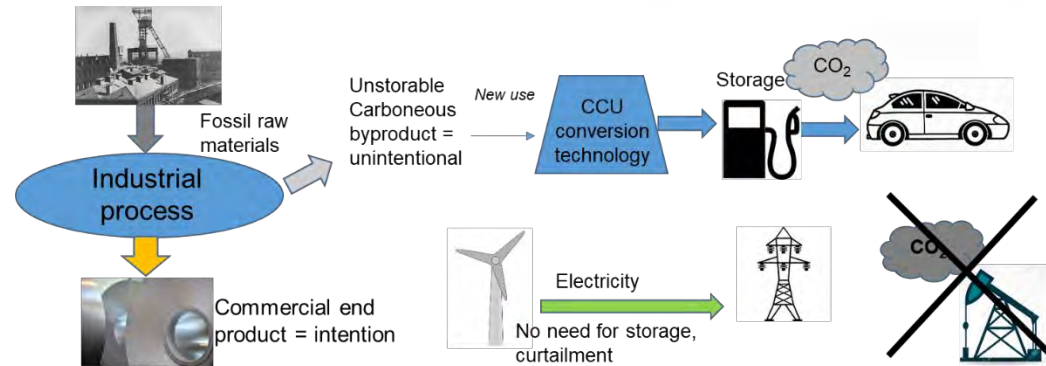 Fossil raw
materials
Industrial
process
Commercial end
product = intention
Unstorable
Carboneous
byproduct =
unintentional
New use
CCU
conversion
technology
Storage
CO₂
Electricity
No need for storage,
curtailment
CO₂